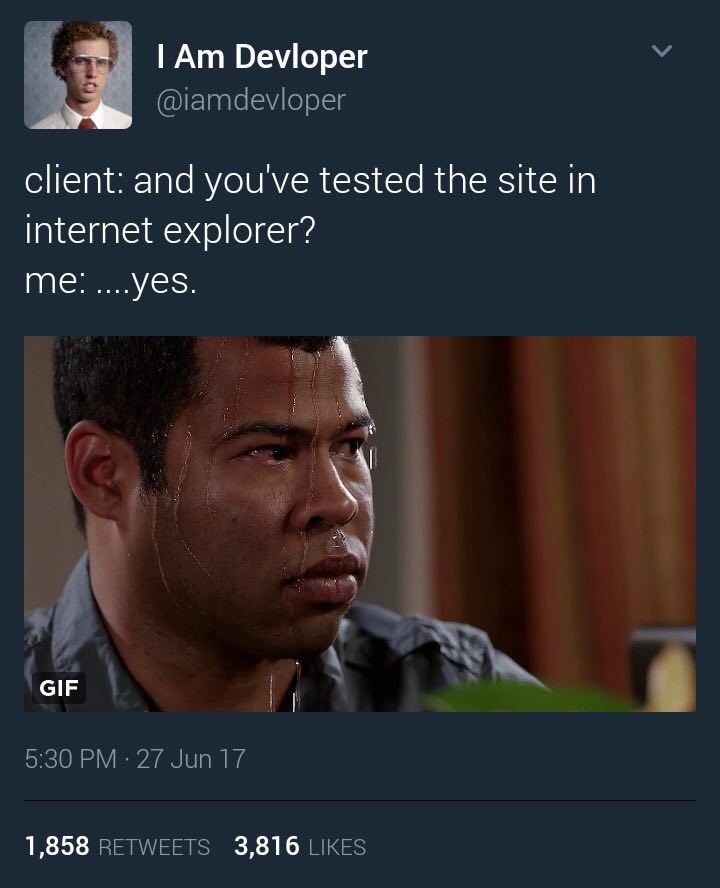 I Am Devloper
@iamdevloper
client: and you've tested the site in
internet explorer?
me: ....yes.
GIF
5:30 PM · 27 Jun 17
1,858 RETWEETS 3,816 LIKES